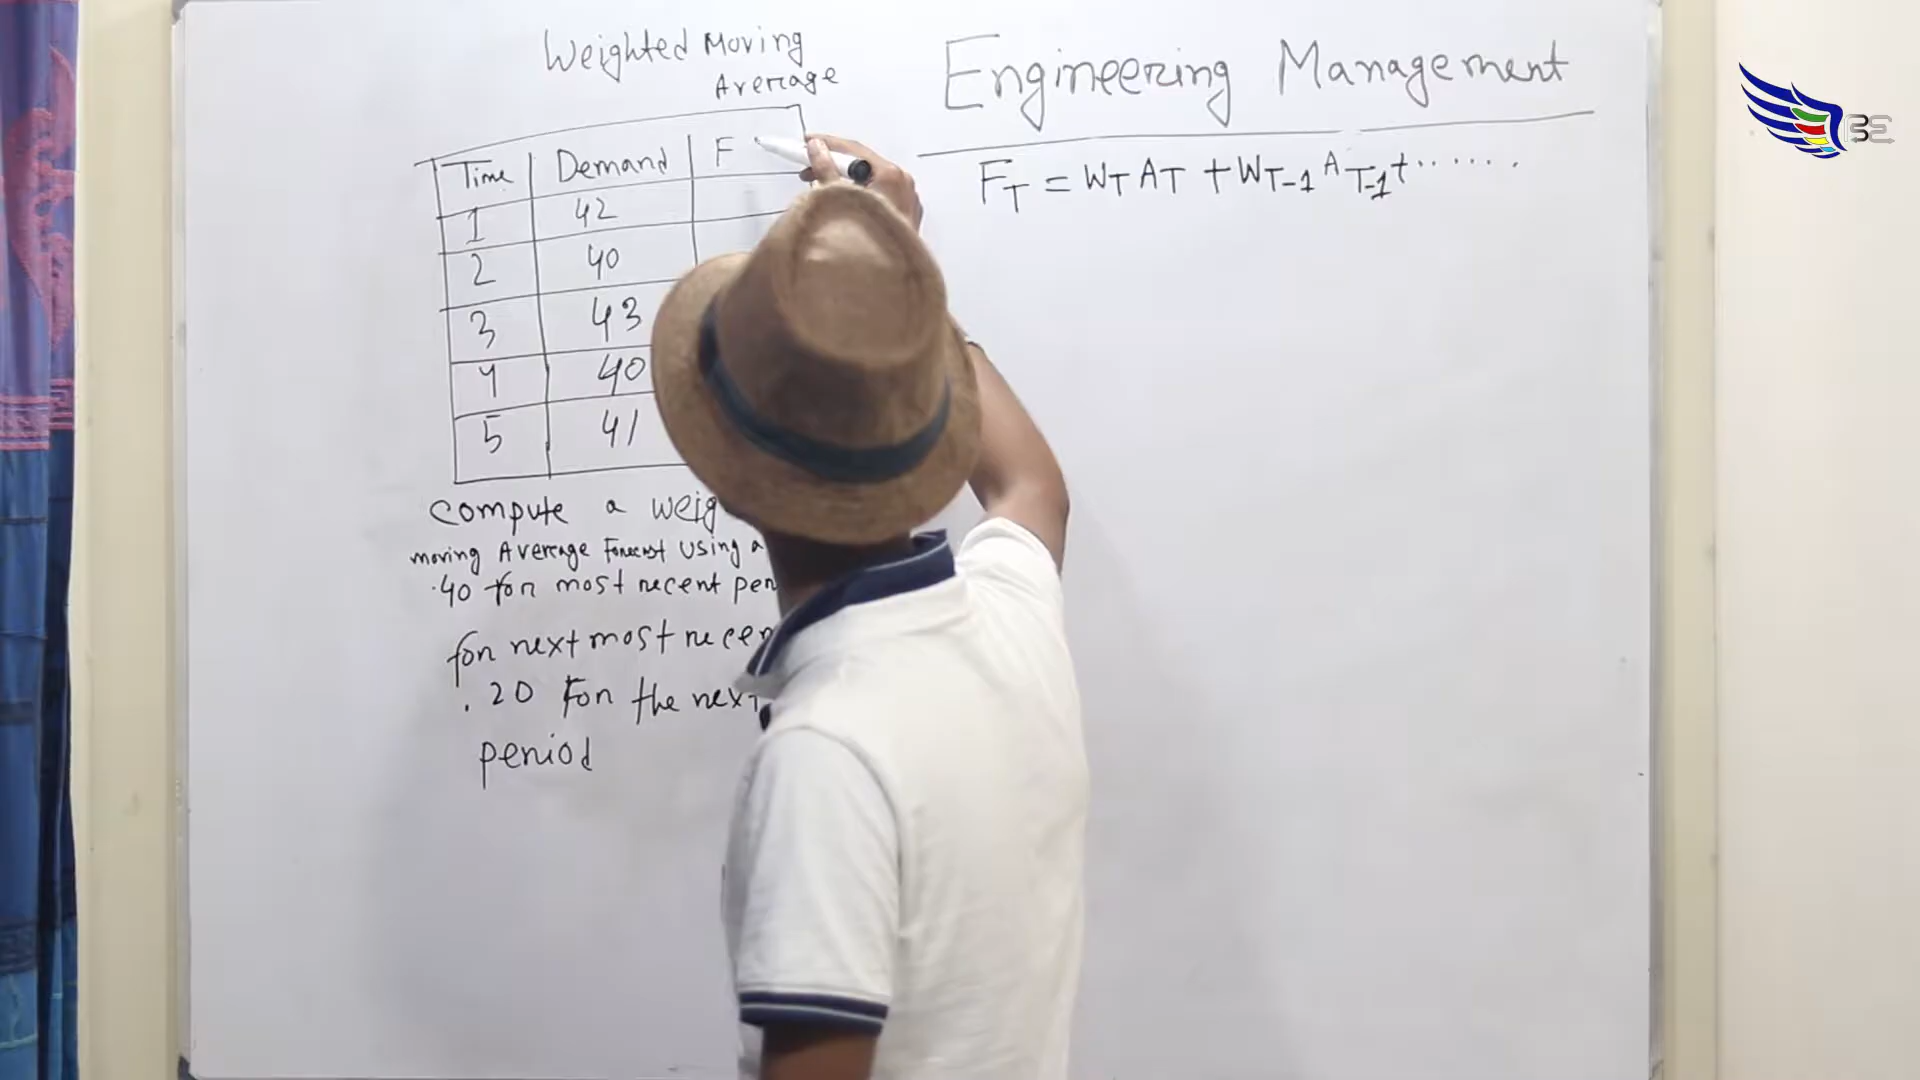 Weighted Moving
Average
Engineering Management
Time Demand F
1 42
2 40
3 43
4 40
5 41
F_T = W_T A_T + W_T-1 A_T-1 + .......
compute a
moving Average Forecast using a
.40 for most recent
for next most
.20 For the next
period